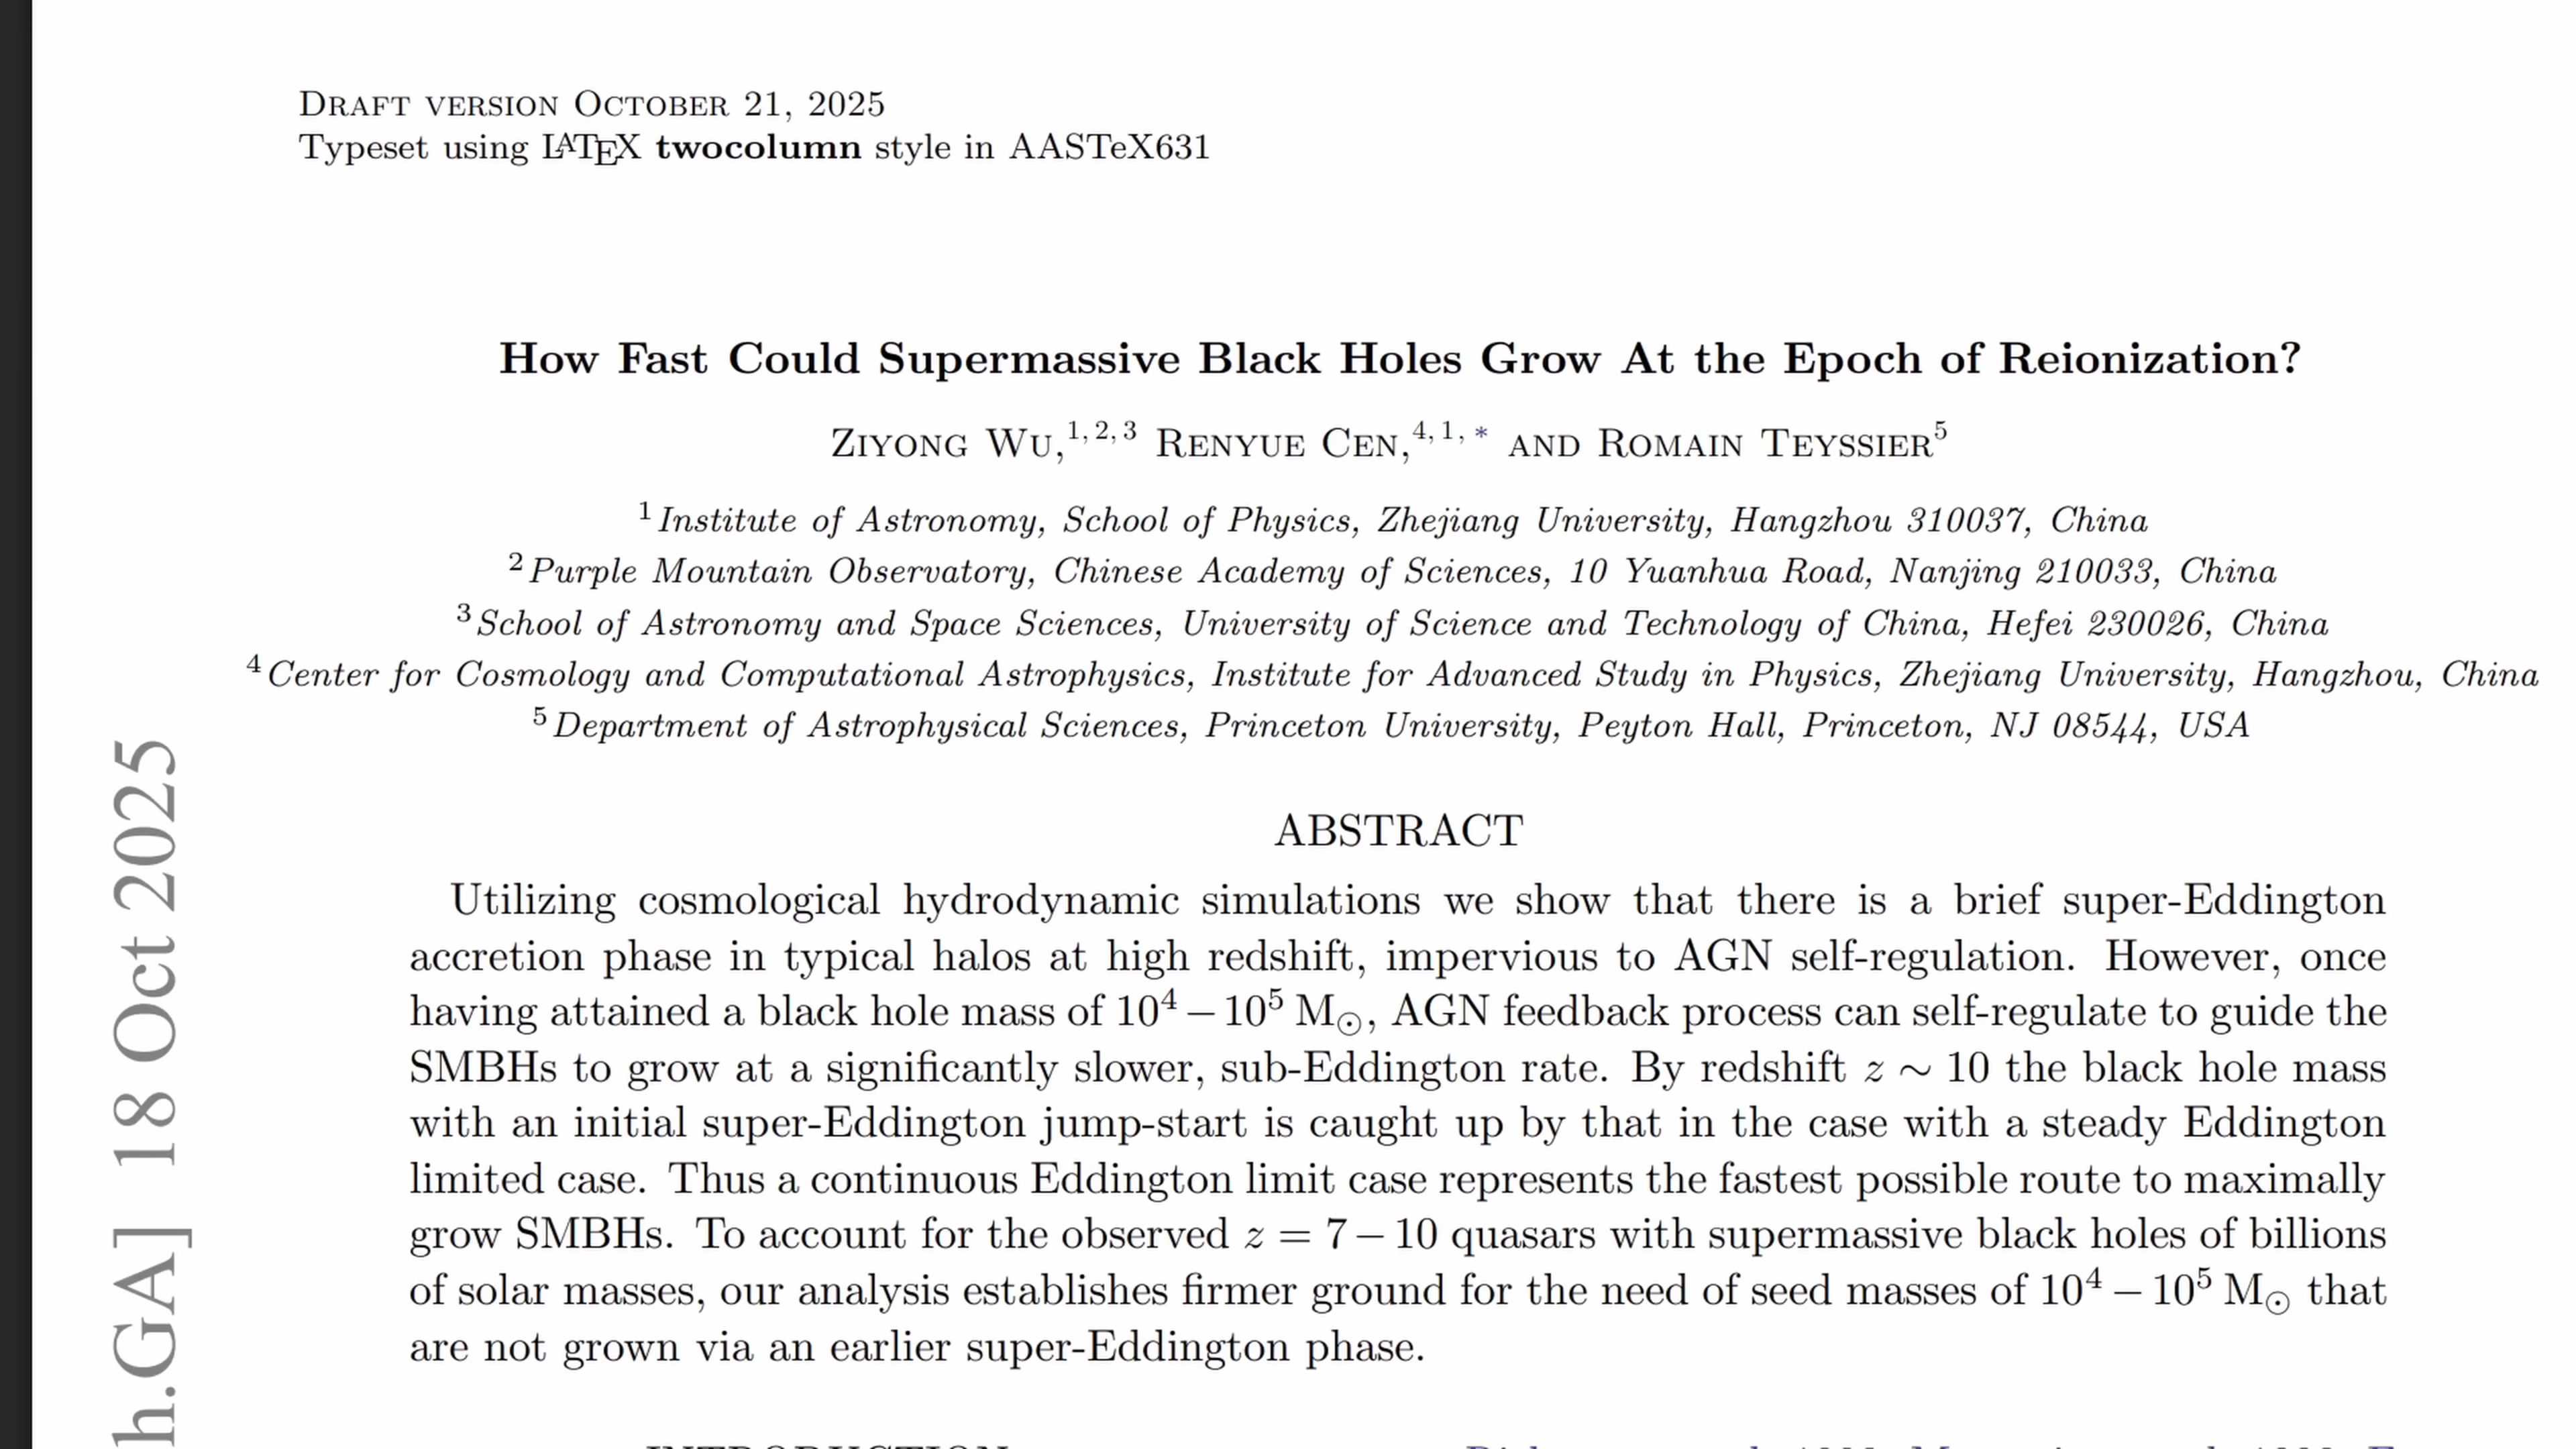 DRAFT VERSION OCTOBER 21, 2025
Typeset using LATEX twocolumn style in AASTeX631
How Fast Could Supermassive Black Holes Grow At the Epoch of Reionization?
ZIYONG WU,1, 2, 3 RENYUE CEN,4, 1, * AND ROMAIN TEYSSIER5
1 Institute of Astronomy, School of Physics, Zhejiang University, Hangzhou 310037, China
2 Purple Mountain Observatory, Chinese Academy of Sciences, 10 Yuanhua Road, Nanjing 210033, China
3 School of Astronomy and Space Sciences, University of Science and Technology of China, Hefei 230026, China
4 Center for Cosmology and Computational Astrophysics, Institute for Advanced Study in Physics, Zhejiang University, Hangzhou, China
5 Department of Astrophysical Sciences, Princeton University, Peyton Hall, Princeton, NJ 08544, USA
ABSTRACT
Utilizing cosmological hydrodynamic simulations we show that there is a brief super-Eddington
accretion phase in typical halos at high redshift, impervious to AGN self-regulation. However, once
having attained a black hole mass of 10⁴ – 10⁵ M⊙, AGN feedback process can self-regulate to guide the
SMBHs to grow at a significantly slower, sub-Eddington rate. By redshift z ∼ 10 the black hole mass
with an initial super-Eddington jump-start is caught up by that in the case with a steady Eddington
limited case. Thus a continuous Eddington limit case represents the fastest possible route to maximally
grow SMBHs. To account for the observed z = 7 – 10 quasars with supermassive black holes of billions
of solar masses, our analysis establishes firmer ground for the need of seed masses of 10⁴ – 10⁵ M⊙ that
are not grown via an earlier super-Eddington phase.
h.GA] 18 Oct 2025